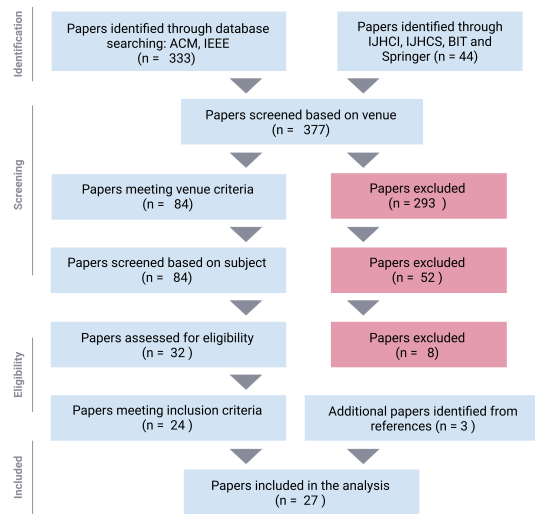 Identification
Papers identified through database
searching: ACM, IEEE
(n = 333)
Papers identified through
IJHCI, IJHCS, BIT and
Springer (n = 44)
Screening
Papers screened based on venue
(n = 377)
Papers meeting venue criteria
(n = 84)
Papers excluded
(n = 293 )
Papers screened based on subject
(n = 84)
Papers excluded
(n = 52 )
Eligibility
Papers assessed for eligibility
(n = 32 )
Papers excluded
(n = 8)
Papers meeting inclusion criteria
(n = 24 )
Additional papers identified from
references (n = 3 )
Included
Papers included in the analysis
(n = 27 )